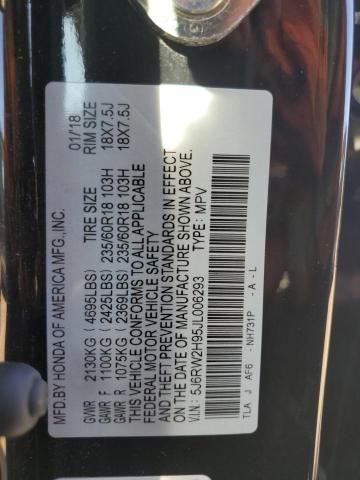 MFD.BY HONDA OF AMERICA MFG.,INC. 01/18
GVWR 2130KG (4695LBS) TIRE SIZE RIM SIZE
GAWR F 1100KG (2425LBS) 235/60R18 103H 18X7.5J
GAWR R 1075KG (2369LBS) 235/60R18 103H 18X7.5J
THIS VEHICLE CONFORMS TO ALL APPLICABLE
FEDERAL MOTOR VEHICLE SAFETY
AND THEFT PREVENTION STANDARDS IN EFFECT
ON THE DATE OF MANUFACTURE SHOWN ABOVE.
V.I.N.: 5J6RW2H95JL006293 TYPE: MPV
TLA J AF6 - NH731P - A - L